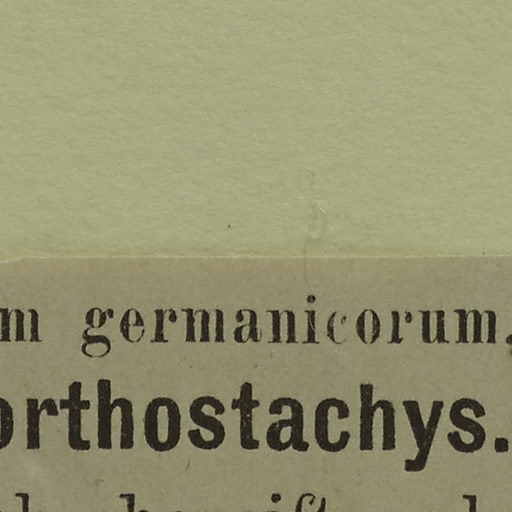 m germanicorum,
orthostachys.